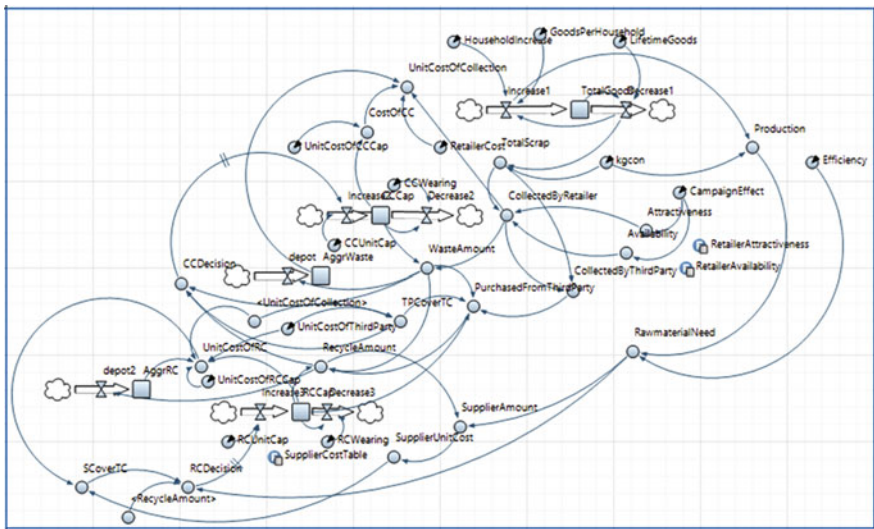 GoodsPerHousehold
HouseholdIncrease
LifetimeGoods
UnitCostOfCollection
Increase1
TotalGoods
Decrease1
CostOfCC
UnitCostOfCCCap
RetailerCost
TotalScrap
kgcon
Production
Efficiency
CCWearing
Increase2
CCCap
Decrease2
CollectedByRetailer
CampaignEffect
Attractiveness
CCUnitCap
Availability
RetailerAttractiveness
WasteAmount
depot
AggrWaste
CollectedByThirdParty
RetailerAvailability
CCDecision
PurchasedFromThirdParty
<UnitCostOfCollection>
TPCoverTC
UnitCostOfThirdParty
UnitCostOfRC
RecycleAmount
RawmaterialNeed
depot2
AggrRC
UnitCostOfRCCap
Increase3
RCCap
Decrease3
SupplierAmount
RCUnitCap
RCWearing
SupplierUnitCost
SupplierCostTable
SCoverTC
RCDecision
<RecycleAmount>